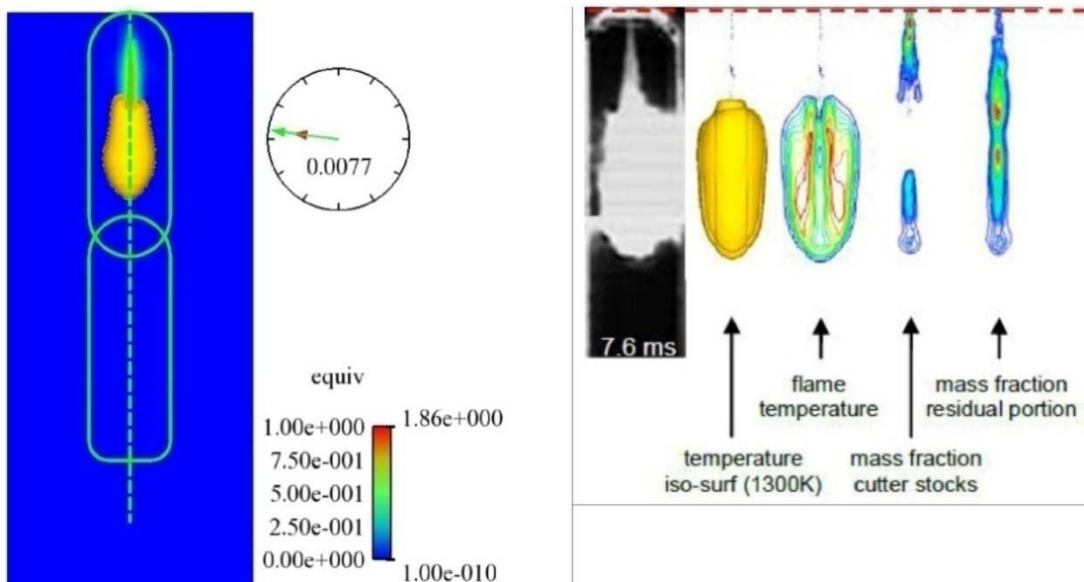 0.0077
equiv
1.00e+000
7.50e-001
5.00e-001
2.50e-001
0.00e+000
1.86e+000
1.00e-010
7.6 ms
flame
temperature
mass fraction
residual portion
temperature
iso-surf (1300K)
mass fraction
cutter stocks